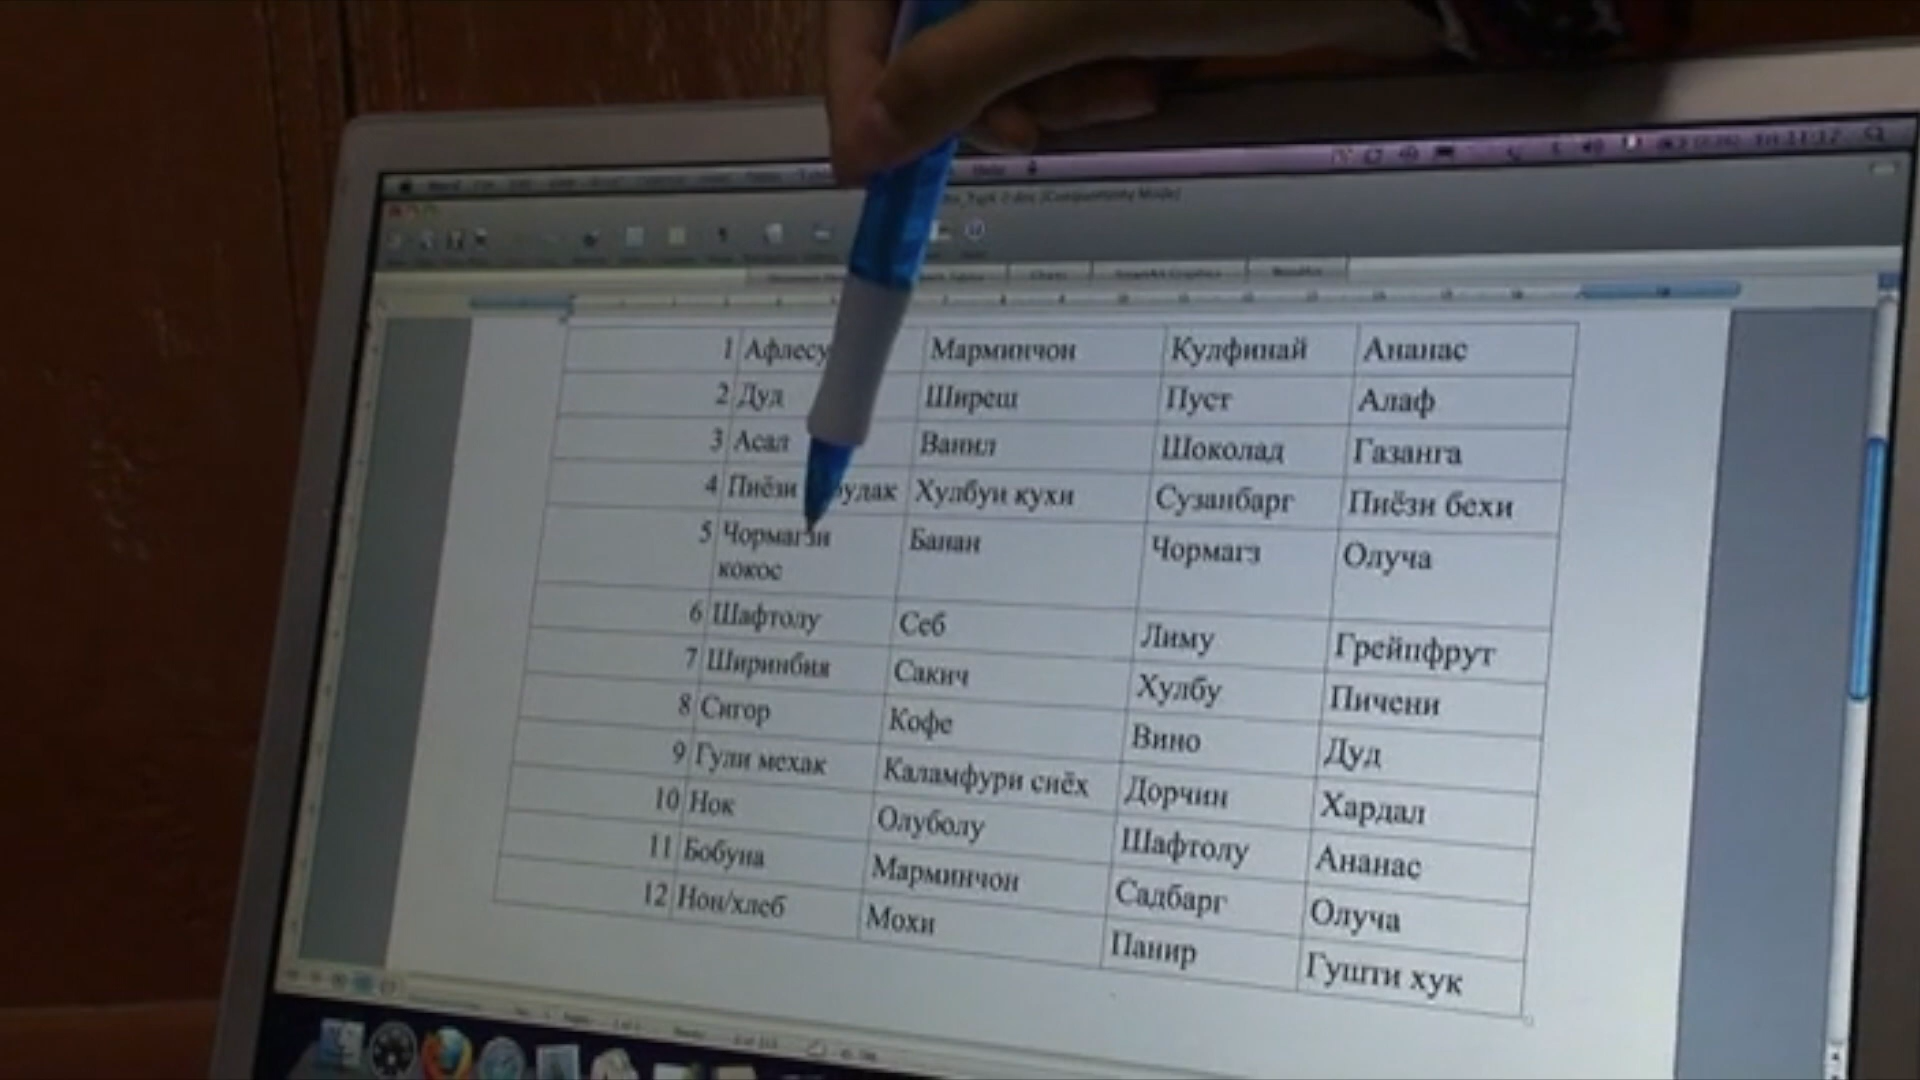 Help
1 Афлесу Марминчон Кулфинай Ананас
2 Дуд Ширеш Пуст Алаф
3 Асал Ванил Шоколад Газанга
4 Пиёзи Хулбуи кухи Сузанбарг Пиёзи бехи
5 Чормагзи кокос Банан Чормагз Олуча
6 Шафтолу Себ Лиму Грейпфрут
7 Ширинбия Сакич Хулбу Пичени
8 Сигор Кофе Вино Дуд
9 Гули мехак Каламфури сиёх Дорчин Хардал
10 Нок Олуболу Шафтолу Ананас
11 Бобуна Марминчон Садбарг Олуча
12 Нон/хлеб Мохи Панир Гушти хук